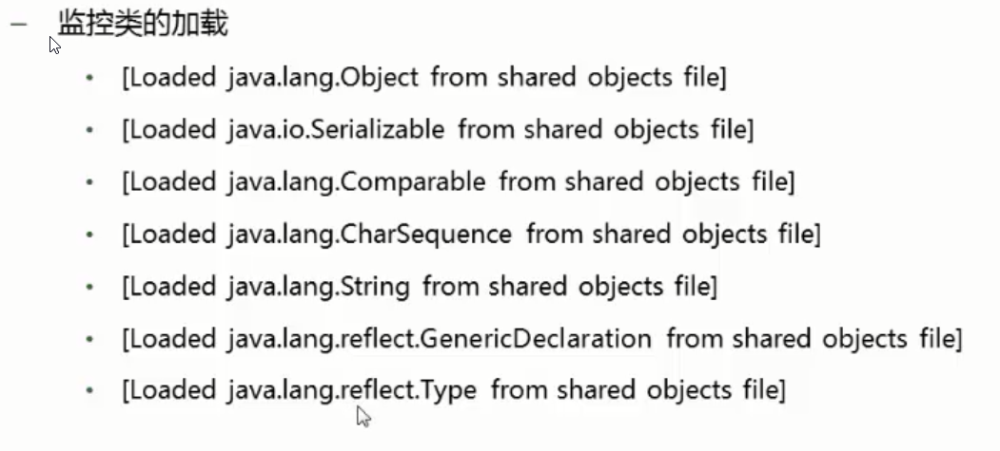 – 监控类的加载
• [Loaded java.lang.Object from shared objects file]
• [Loaded java.io.Serializable from shared objects file]
• [Loaded java.lang.Comparable from shared objects file]
• [Loaded java.lang.CharSequence from shared objects file]
• [Loaded java.lang.String from shared objects file]
• [Loaded java.lang.reflect.GenericDeclaration from shared objects file]
• [Loaded java.lang.reflect.Type from shared objects file]